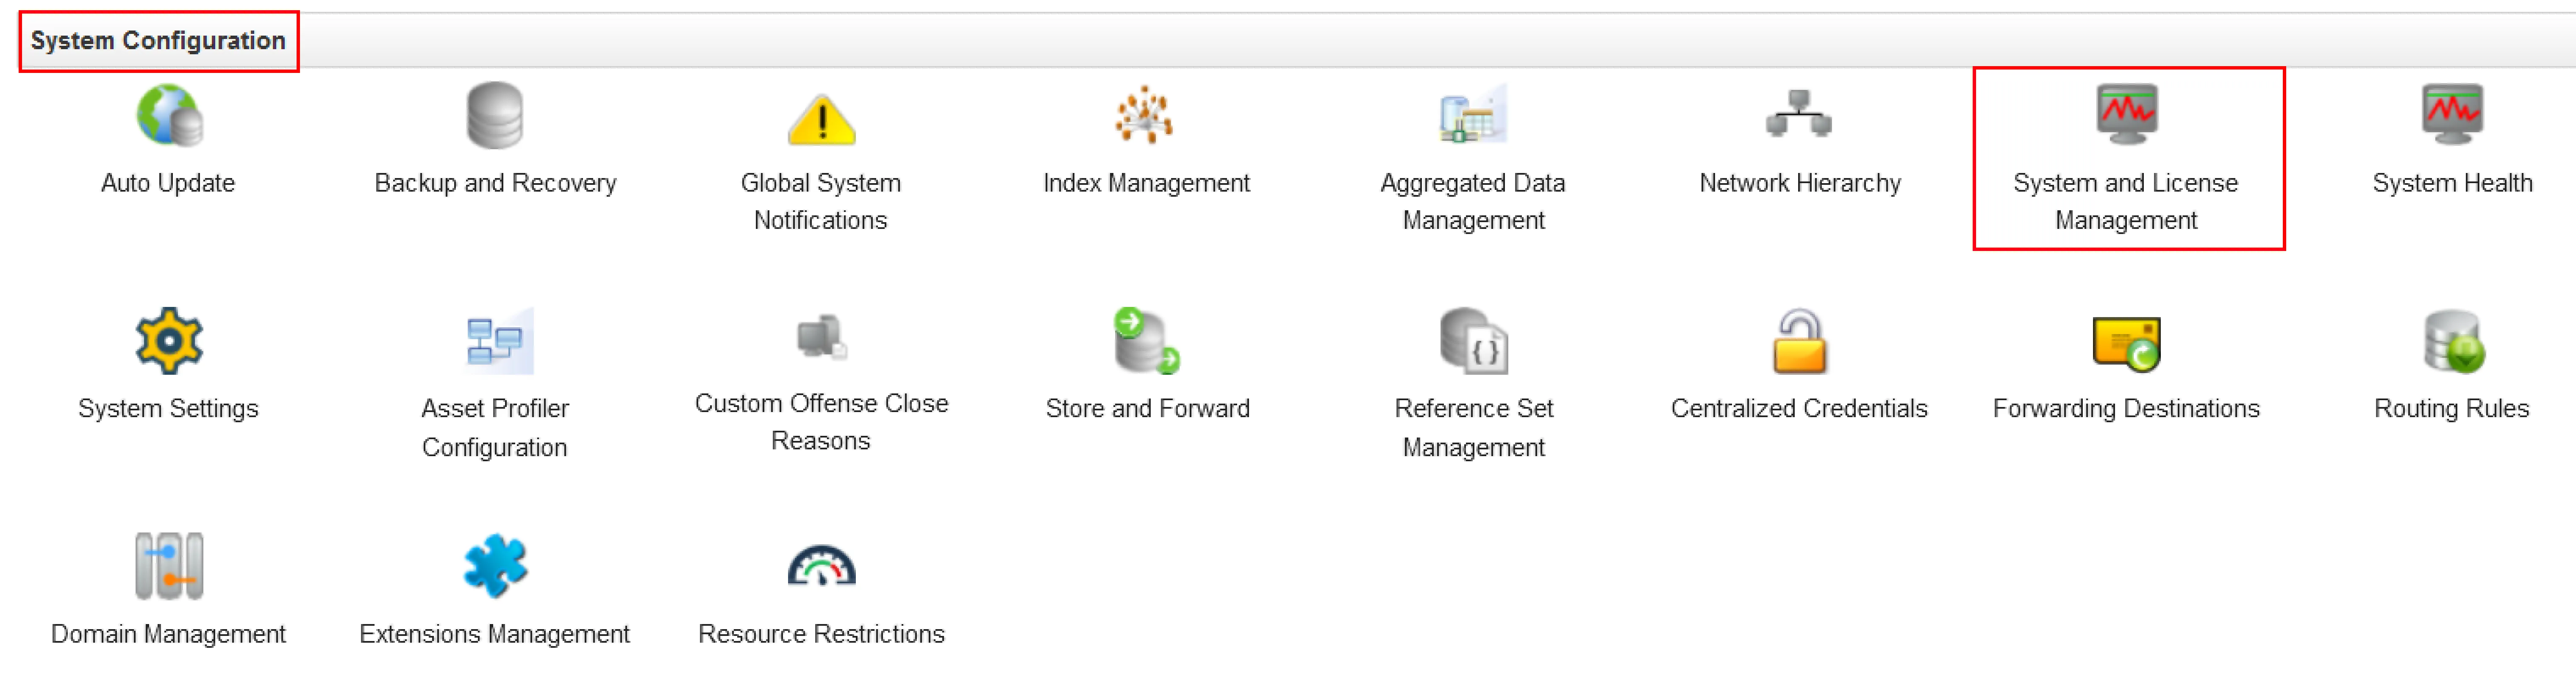 System Configuration
Auto Update
Backup and Recovery
Global System
Notifications
Index Management
Aggregated Data
Management
Network Hierarchy
System and License
Management
System Health
System Settings
Asset Profiler
Configuration
Custom Offense Close
Reasons
Store and Forward
Reference Set
Management
Centralized Credentials
Forwarding Destinations
Routing Rules
Domain Management
Extensions Management
Resource Restrictions